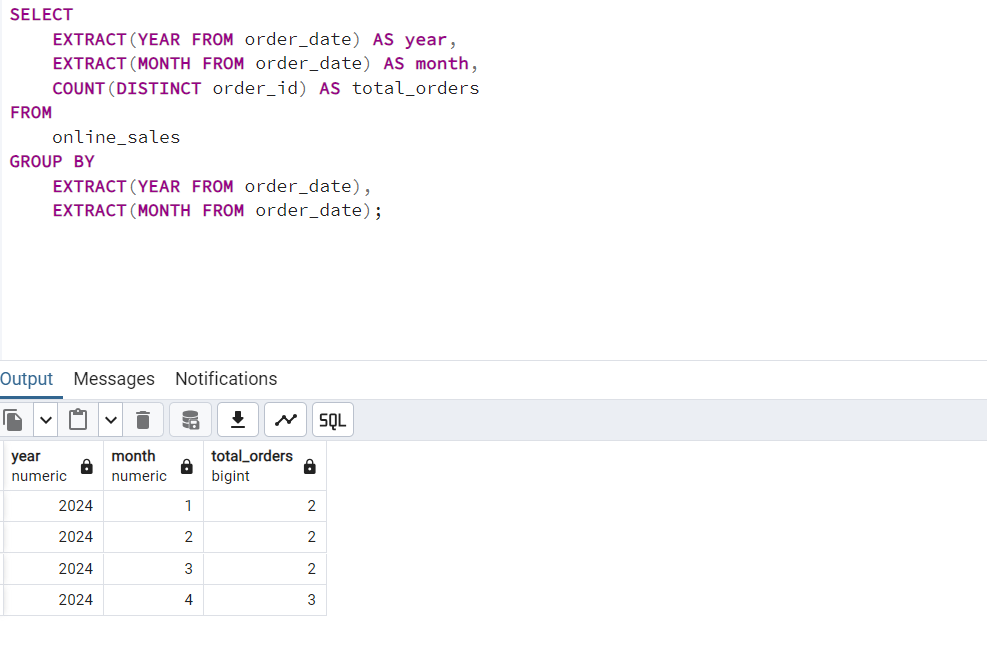 SELECT
    EXTRACT(YEAR FROM order_date) AS year,
    EXTRACT(MONTH FROM order_date) AS month,
    COUNT(DISTINCT order_id) AS total_orders
FROM
    online_sales
GROUP BY
    EXTRACT(YEAR FROM order_date),
    EXTRACT(MONTH FROM order_date);
Output Messages Notifications
SQL
year month total_orders
numeric numeric bigint
2024 1 2
2024 2 2
2024 3 2
2024 4 3